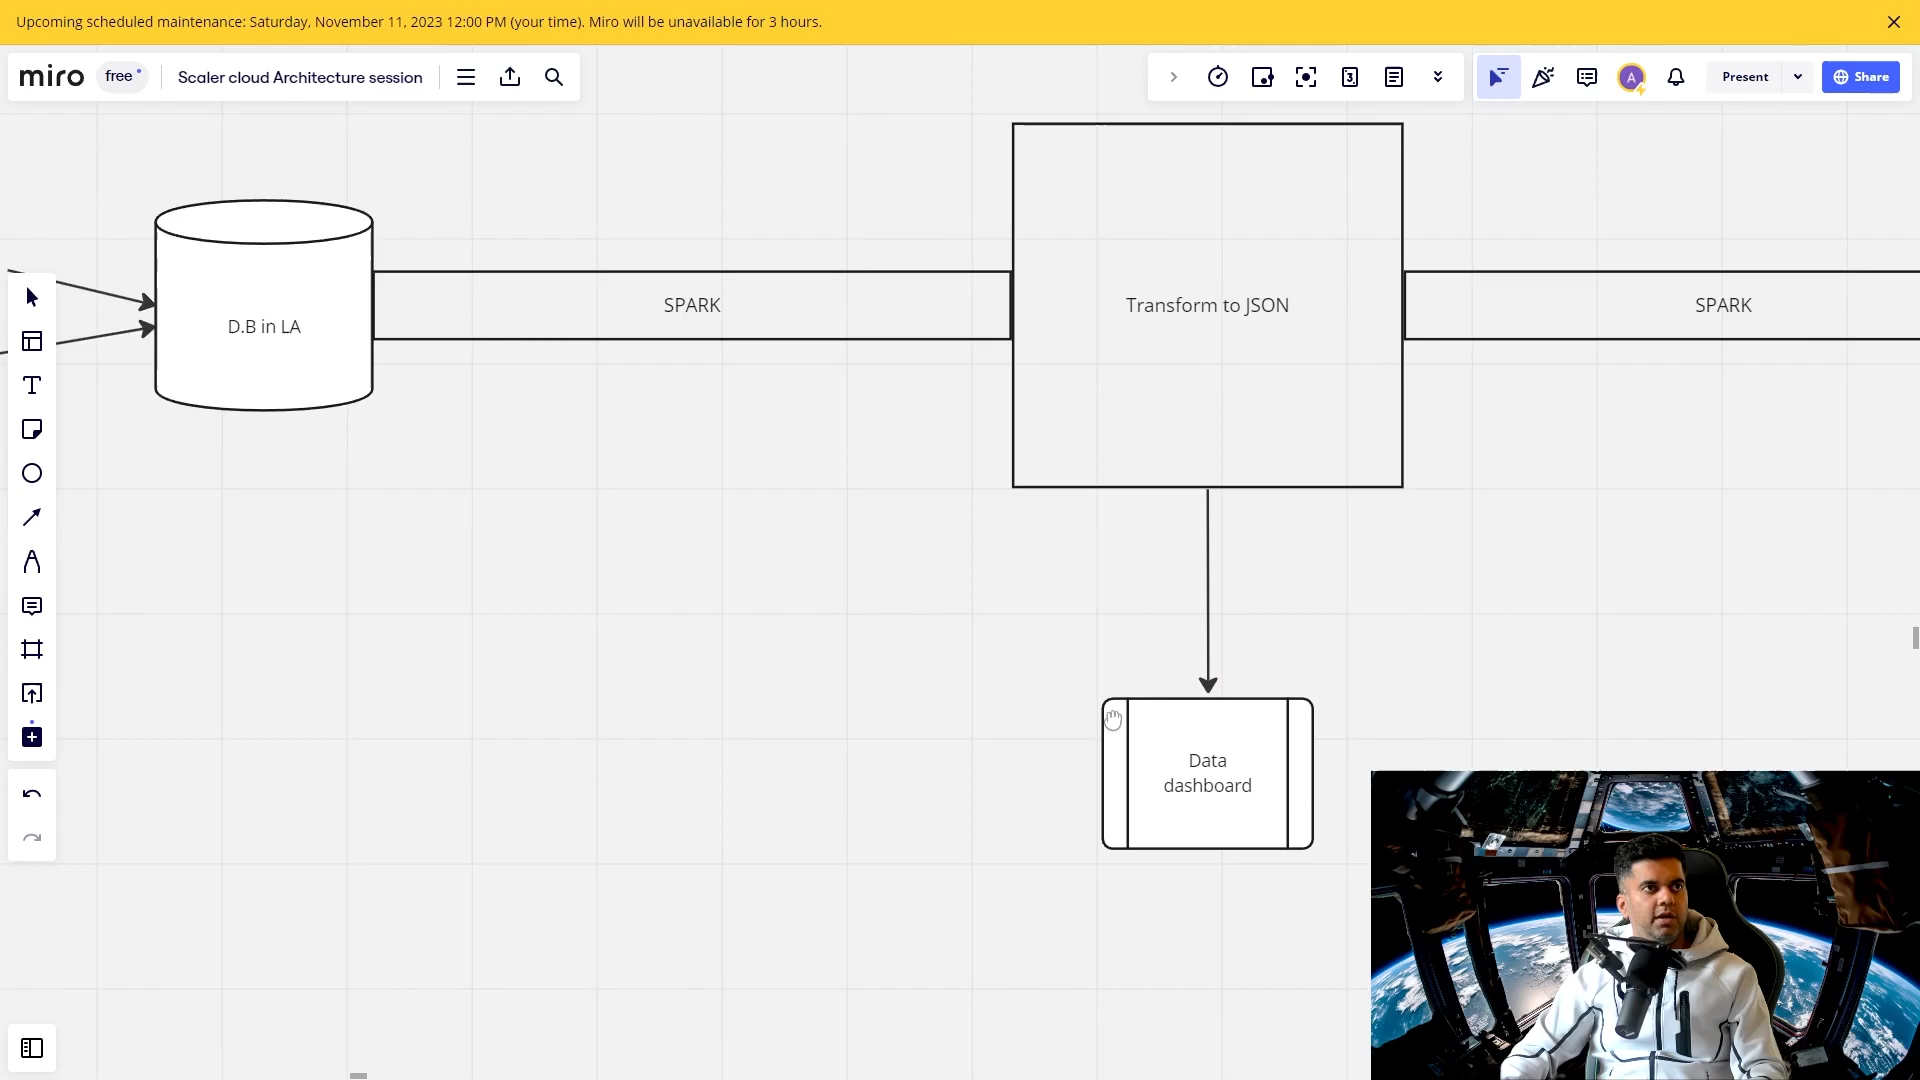 Upcoming scheduled maintenance: Saturday, November 11, 2023 12:00 PM (your time). Miro will be unavailable for 3 hours.
miro free Scaler cloud Architecture session
3 A Present Share
D.B in LA
SPARK
Transform to JSON
SPARK
Data
dashboard